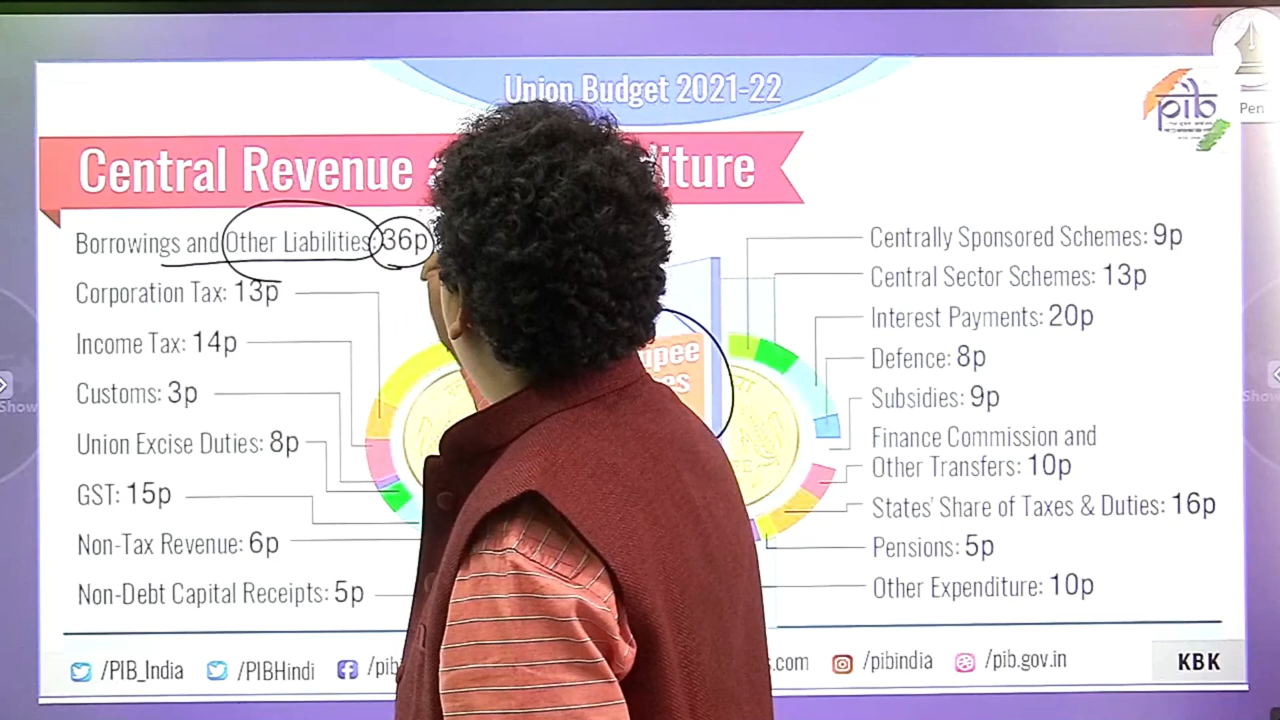 Union Budget 2021-22
pib
Pen
Central Revenue
Borrowings and Other Liabilities: 36p
Corporation Tax: 13p
Income Tax: 14p
Customs: 3p
Union Excise Duties: 8p
GST: 15p
Non-Tax Revenue: 6p
Non-Debt Capital Receipts: 5p
Centrally Sponsored Schemes: 9p
Central Sector Schemes: 13p
Interest Payments: 20p
Defence: 8p
Subsidies: 9p
Finance Commission and
Other Transfers: 10p
States' Share of Taxes & Duties: 16p
Pensions: 5p
Other Expenditure: 10p
Show
/PIB_India /PIBHindi /pib .com /pibindia /pib.gov.in
KBK